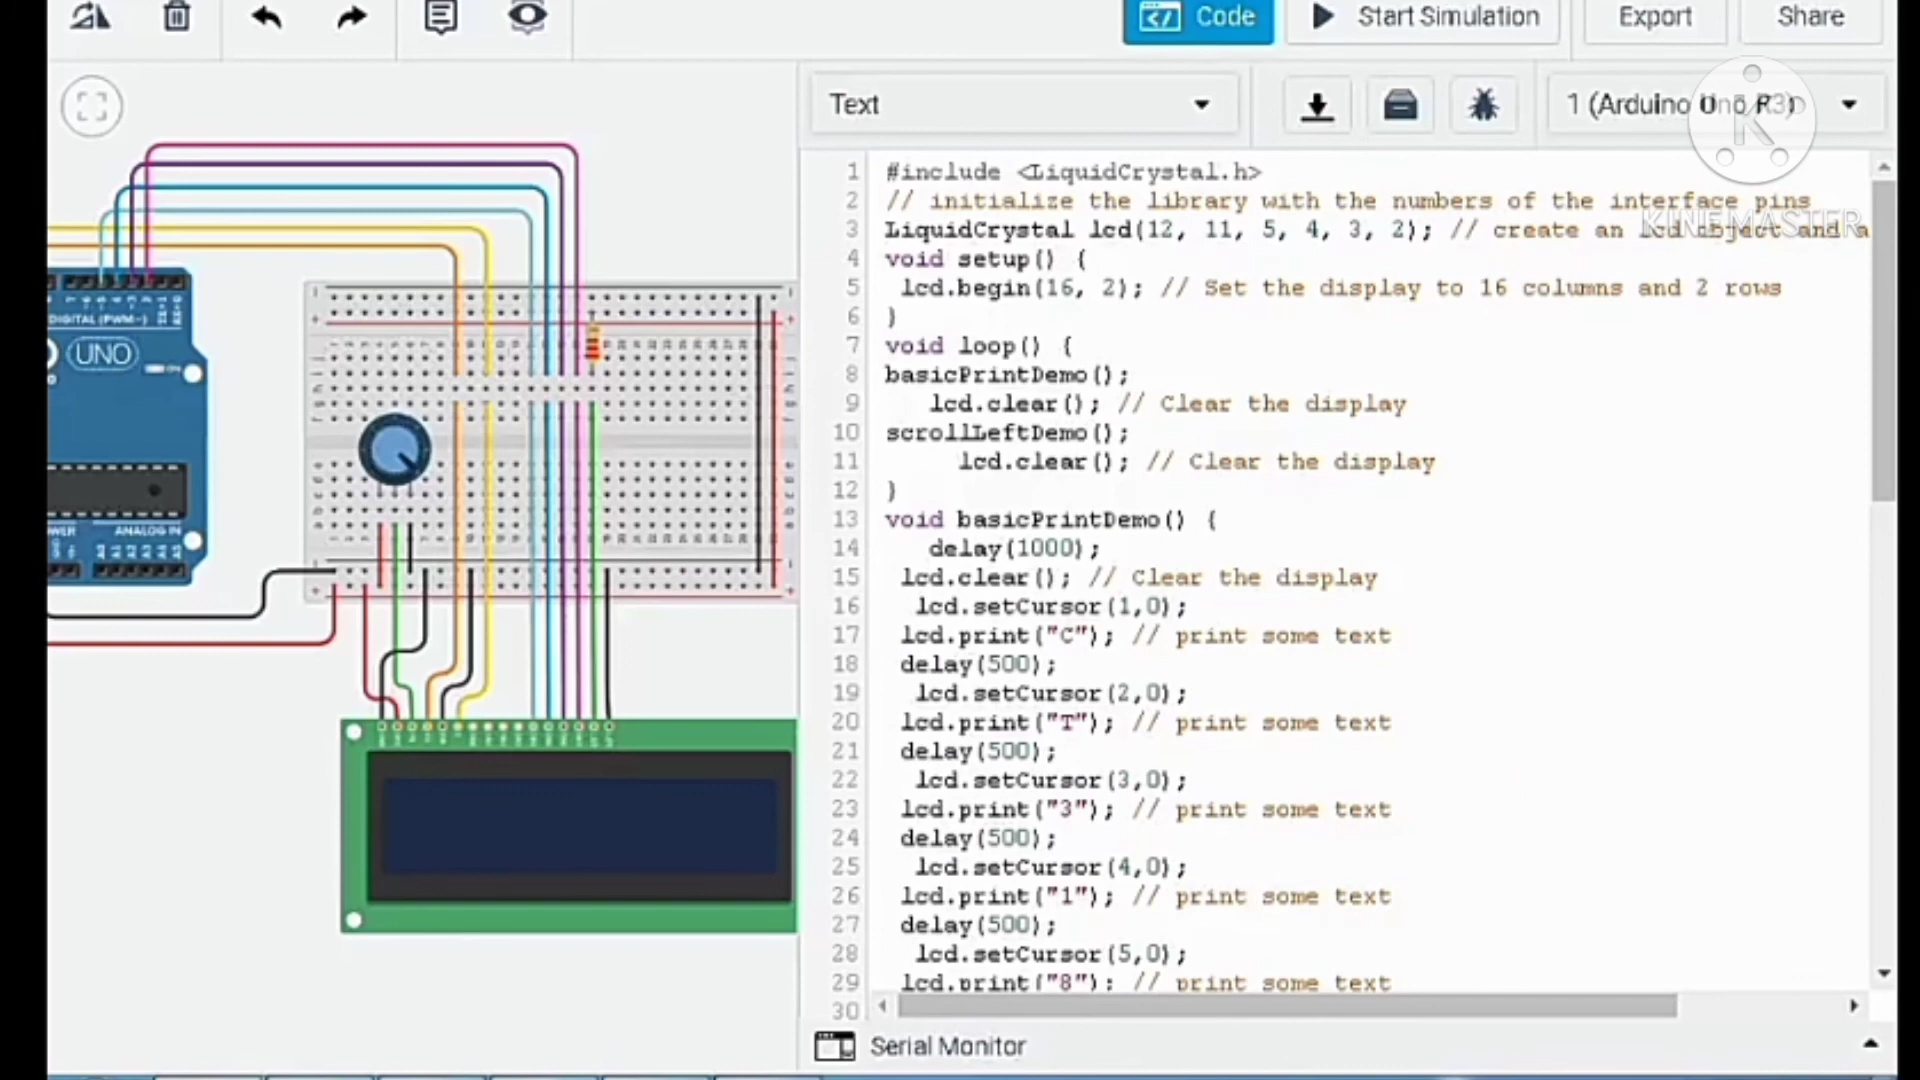 Code
Start Simulation
Export
Share
Text
1 (Arduino Uno R3)
KINEMASTER
1 #include <LiquidCrystal.h>
2 // initialize the library with the numbers of the interface pins
3 LiquidCrystal lcd(12, 11, 5, 4, 3, 2); // create an lcd object and a
4 void setup() {
5 lcd.begin(16, 2); // Set the display to 16 columns and 2 rows
6 }
7 void loop() {
8 basicPrintDemo();
9 lcd.clear(); // Clear the display
10 scrollLeftDemo();
11 lcd.clear(); // Clear the display
12 }
13 void basicPrintDemo() {
14 delay(1000);
15 lcd.clear(); // Clear the display
16 lcd.setCursor(1,0);
17 lcd.print("C"); // print some text
18 delay(500);
19 lcd.setCursor(2,0);
20 lcd.print("T"); // print some text
21 delay(500);
22 lcd.setCursor(3,0);
23 lcd.print("3"); // print some text
24 delay(500);
25 lcd.setCursor(4,0);
26 lcd.print("1"); // print some text
27 delay(500);
28 lcd.setCursor(5,0);
29 lcd.print("8"); // print some text
30
Serial Monitor
DIGITAL (PWM~)
UNO
ANALOG IN